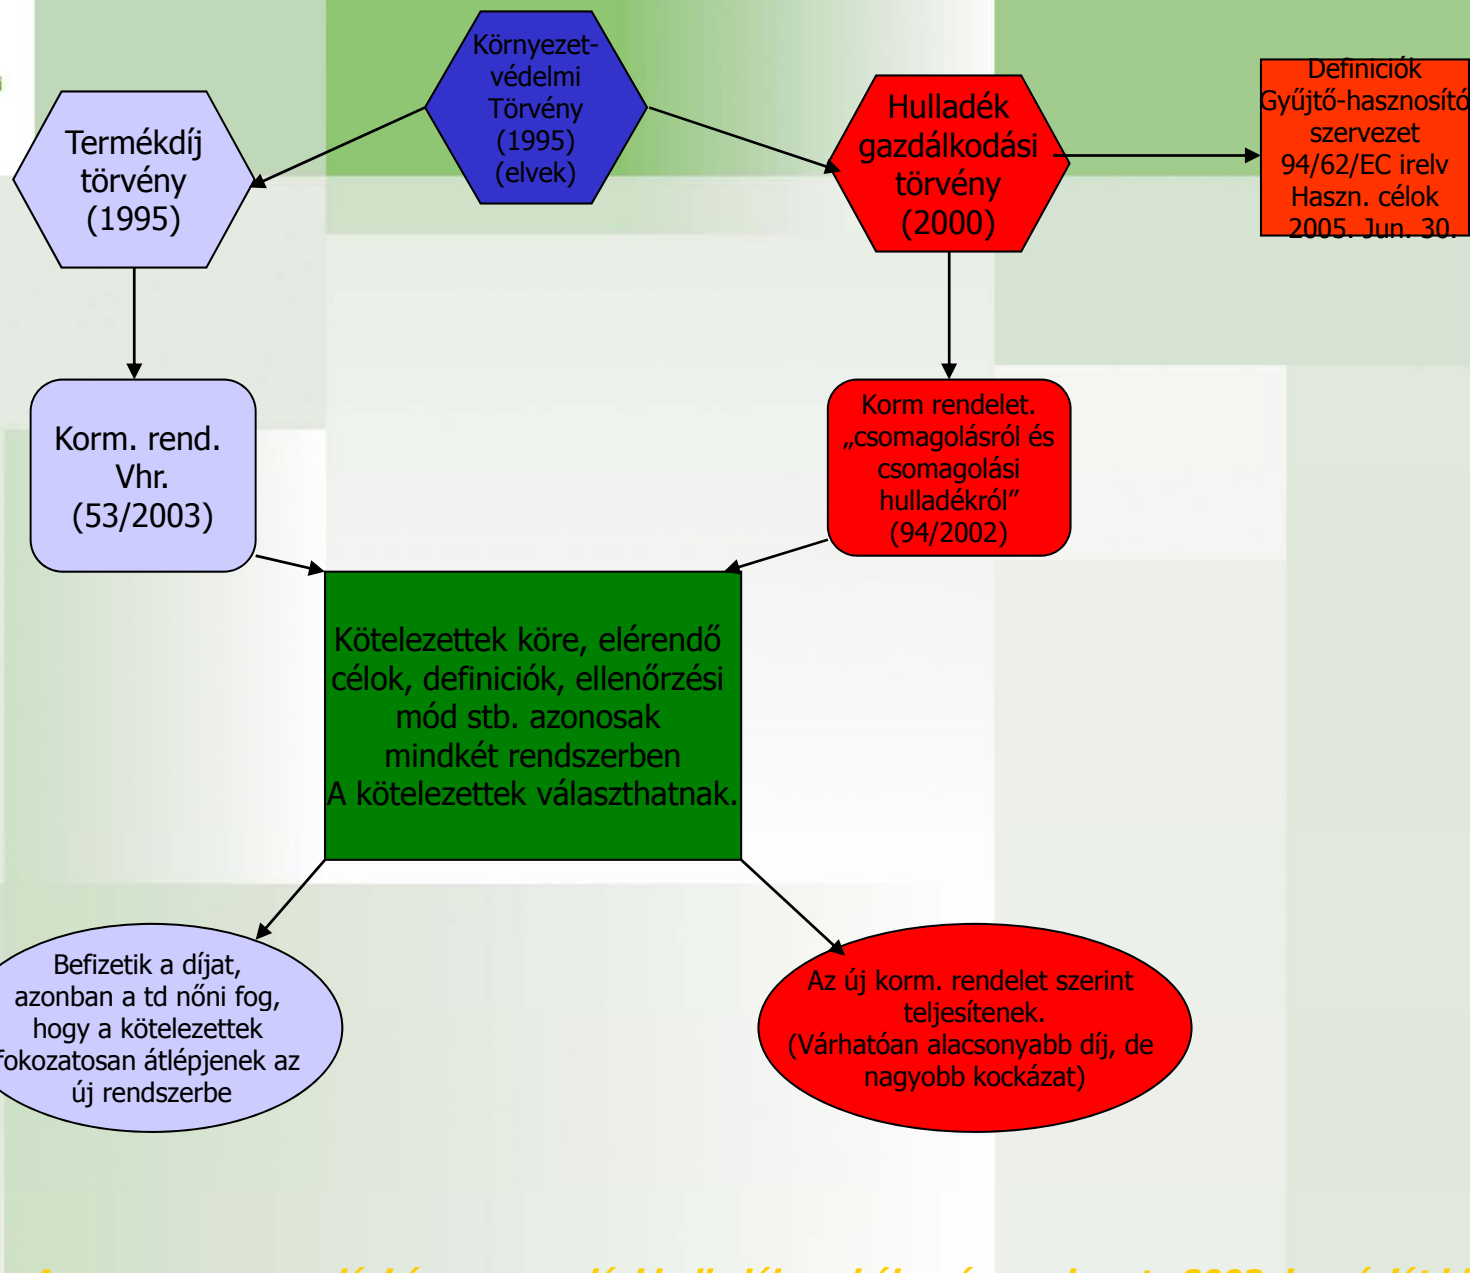 Környezet-
védelmi
Törvény
(1995)
(elvek)
Termékdíj
törvény
(1995)
Hulladék
gazdálkodási
törvény
(2000)
Definiciók
Gyűjtő-hasznosító
szervezet
94/62/EC irelv
Haszn. célok
2005. Jun. 30.
Korm. rend.
Vhr.
(53/2003)
Korm rendelet.
„csomagolásról és
csomagolási
hulladékról”
(94/2002)
Kötelezettek köre, elérendő
célok, definiciók, ellenőrzési
mód stb. azonosak
mindkét rendszerben
A kötelezettek választhatnak.
Befizetik a díjat,
azonban a td nőni fog,
hogy a kötelezettek
fokozatosan átlépjenek az
új rendszerbe
Az új korm. rendelet szerint
teljesítenek.
(Várhatóan alacsonyabb díj, de
nagyobb kockázat)